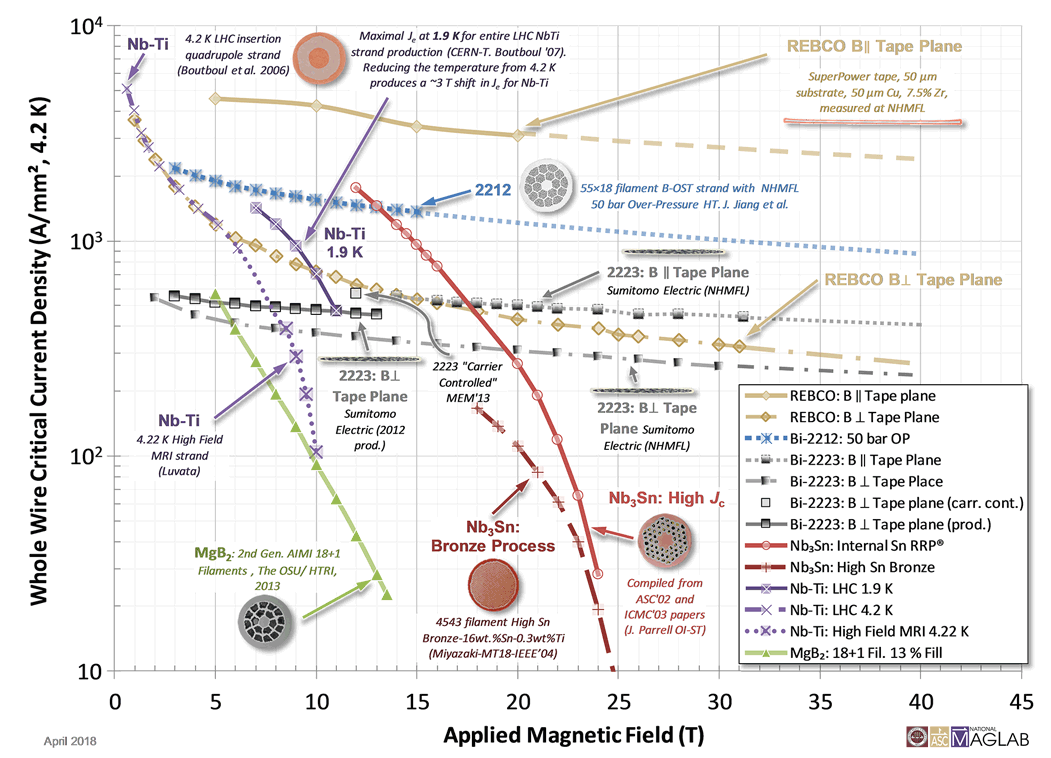 Whole Wire Critical Current Density (A/mm², 4.2 K)
10⁴
10³
10²
10
0
5
10
15
20
25
30
35
40
45
Applied Magnetic Field (T)
Nb-Ti
4.2 K LHC insertion
quadrupole strand
(Boutboul et al. 2006)
Maximal Jₑ at 1.9 K for entire LHC NbTi
strand production (CERN-T. Boutboul '07).
Reducing the temperature from 4.2 K
produces a ~3 T shift in Jₑ for Nb-Ti
REBCO B∥ Tape Plane
SuperPower tape, 50 µm
substrate, 50 µm Cu, 7.5% Zr,
measured at NHMFL
2212
55×18 filament B-OST strand with NHMFL
50 bar Over-Pressure HT. J. Jiang et al.
Nb-Ti
1.9 K
2223: B ∥ Tape Plane
Sumitomo Electric (NHMFL)
REBCO B⊥ Tape Plane
2223: B⊥
Tape Plane
Sumitomo
Electric (2012
prod.)
2223 "Carrier
Controlled"
MEM'13
2223: B⊥ Tape
Plane Sumitomo
Electric (NHMFL)
Nb-Ti
4.22 K High Field
MRI strand
(Luvata)
MgB₂: 2nd Gen. AIMI 18+1
Filaments , The OSU/ HTRI,
2013
Nb₃Sn:
Bronze Process
4543 filament High Sn
Bronze-16wt.%Sn-0.3wt%Ti
(Miyazaki-MT18-IEEE'04)
Nb₃Sn: High Jc
Compiled from
ASC'02 and
ICMC'03 papers
(J. Parrell OI-ST)
REBCO: B ∥ Tape plane
REBCO: B ⊥ Tape Plane
Bi-2212: 50 bar OP
Bi-2223: B ∥ Tape Plane
Bi-2223: B ⊥ Tape Place
Bi-2223: B ⊥ Tape plane (carr. cont.)
Bi-2223: B ⊥ Tape plane (prod.)
Nb₃Sn: Internal Sn RRP®
Nb₃Sn: High Sn Bronze
Nb-Ti: LHC 1.9 K
Nb-Ti: LHC 4.2 K
Nb-Ti: High Field MRI 4.22 K
MgB₂: 18+1 Fil. 13 % Fill
April 2018
ASC
NATIONAL
MAGLAB